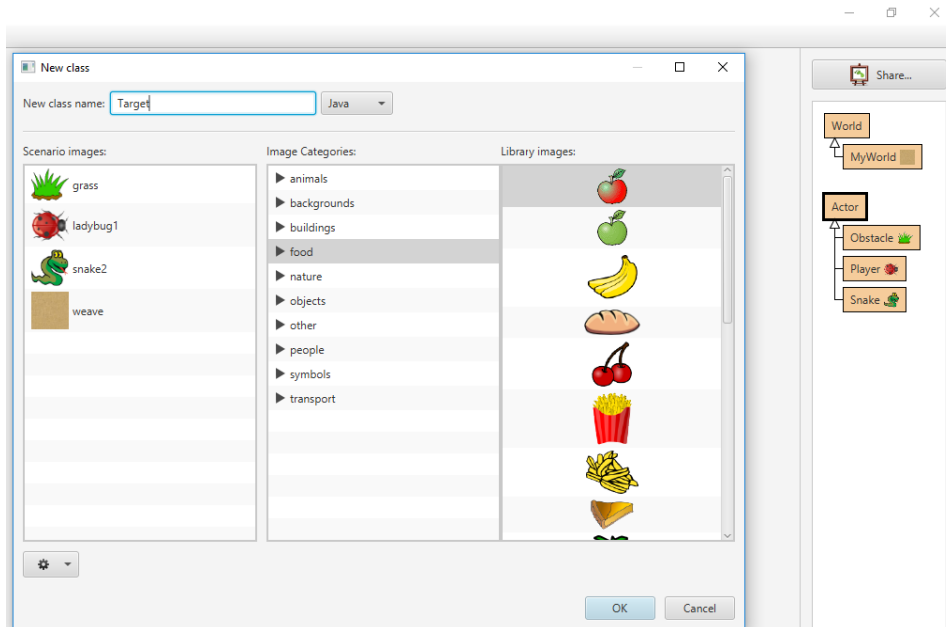 New class
New class name: Target Java
Share...
Scenario images: Image Categories: Library images:
grass
ladybug1
snake2
weave
animals
backgrounds
buildings
food
nature
objects
other
people
symbols
transport
OK Cancel
World
MyWorld
Actor
Obstacle
Player
Snake